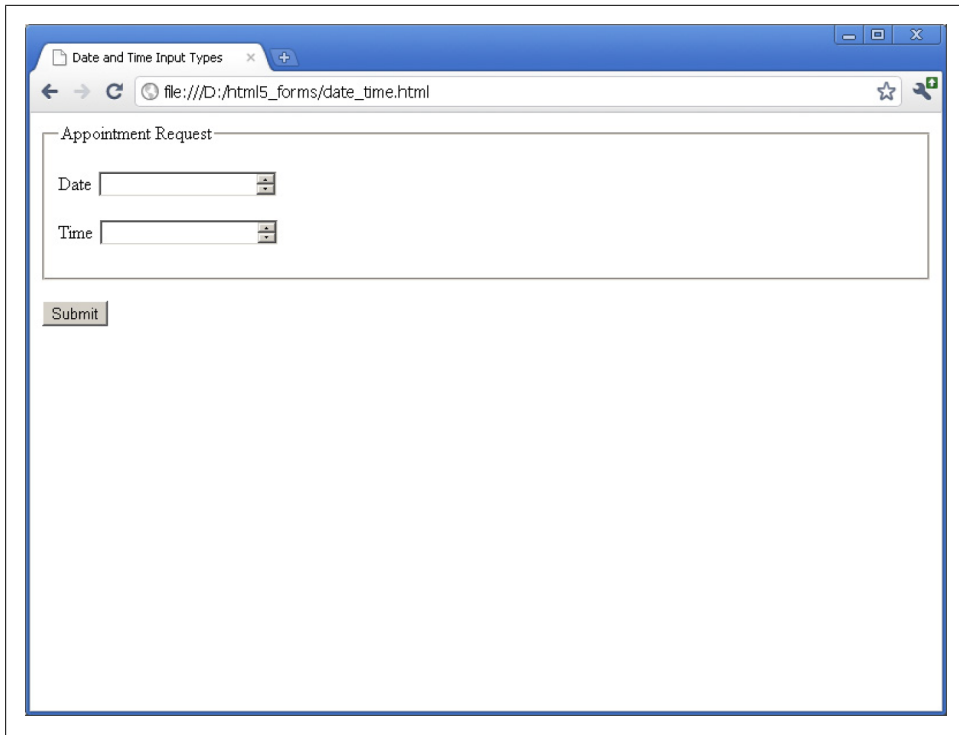 Date and Time Input Types
file:///D:/html5_forms/date_time.html
Appointment Request
Date
Time
Submit